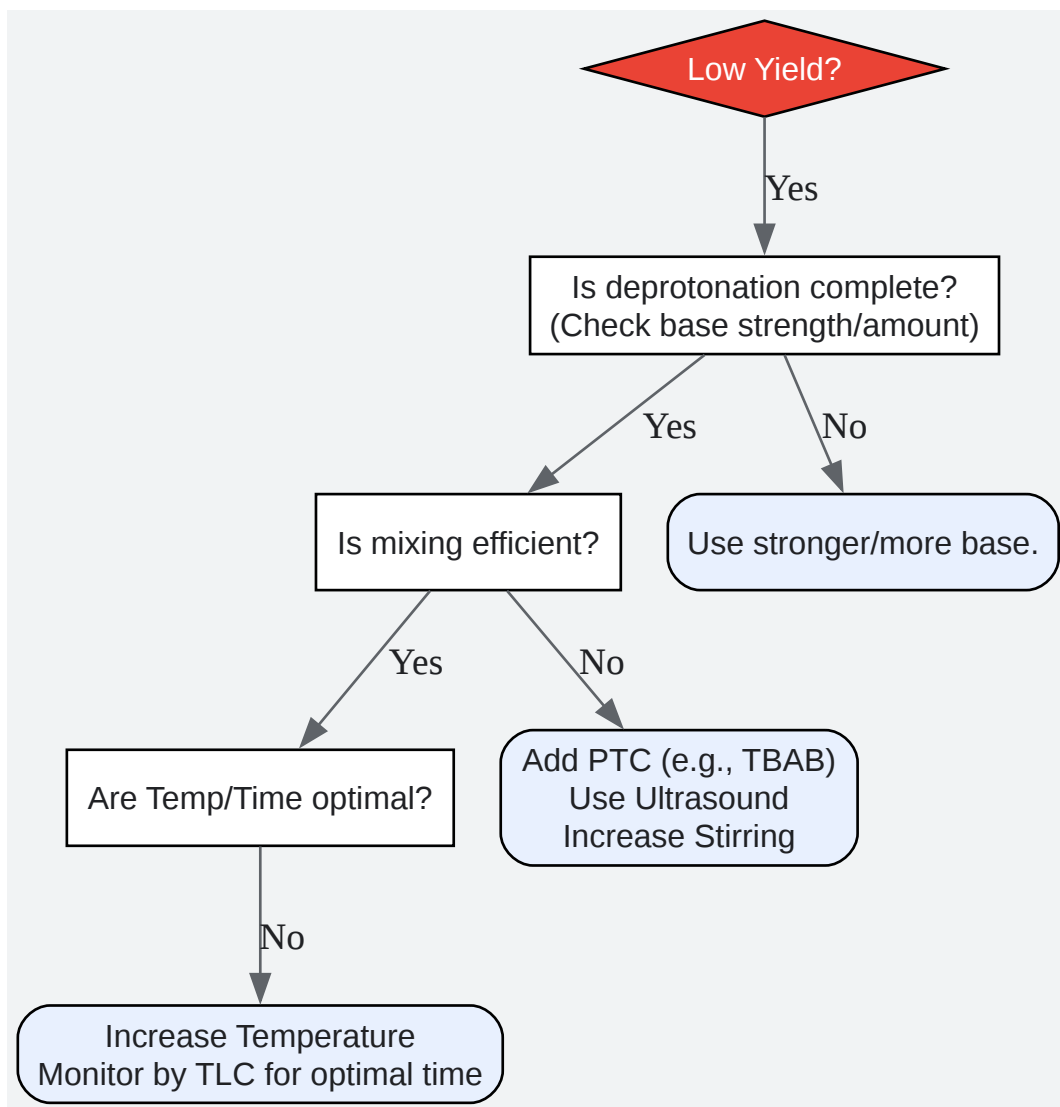 Low Yield?
Yes
Is deprotonation complete?
(Check base strength/amount)
Yes
No
Is mixing efficient?
Use stronger/more base.
Yes
No
Are Temp/Time optimal?
Add PTC (e.g., TBAB)
Use Ultrasound
Increase Stirring
No
Increase Temperature
Monitor by TLC for optimal time